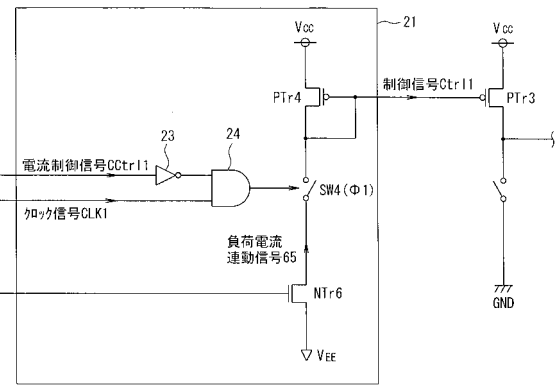 21
Vcc
Vcc
PTr4
制御信号Ctrl1
PTr3
23
24
電流制御信号CCtrl1
SW4(Φ1)
クロック信号CLK1
負荷電流
連動信号65
NTr6
GND
VEE